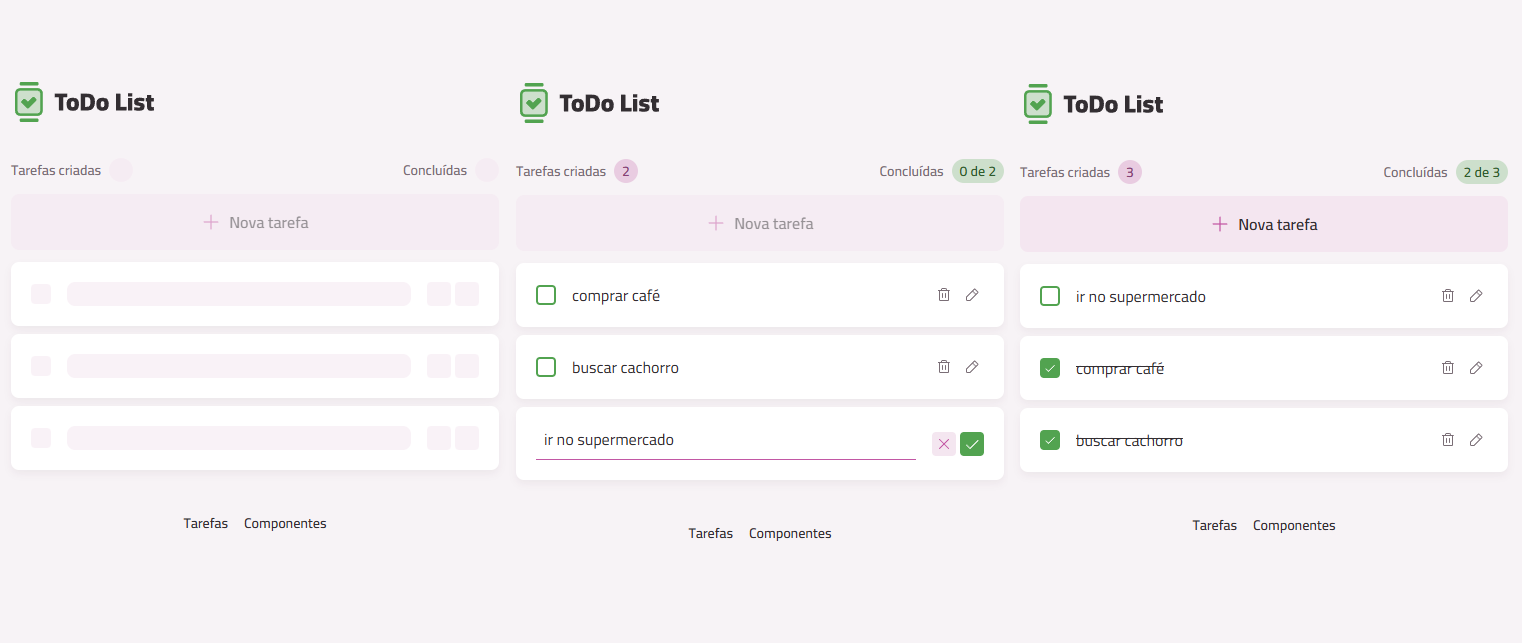 ToDo List
Tarefas criadas
Concluídas
Nova tarefa
Tarefas Componentes
ToDo List
Tarefas criadas 2
Concluídas 0 de 2
Nova tarefa
comprar café
buscar cachorro
ir no supermercado
Tarefas Componentes
ToDo List
Tarefas criadas 3
Concluídas 2 de 3
Nova tarefa
ir no supermercado
comprar café
buscar cachorro
Tarefas Componentes